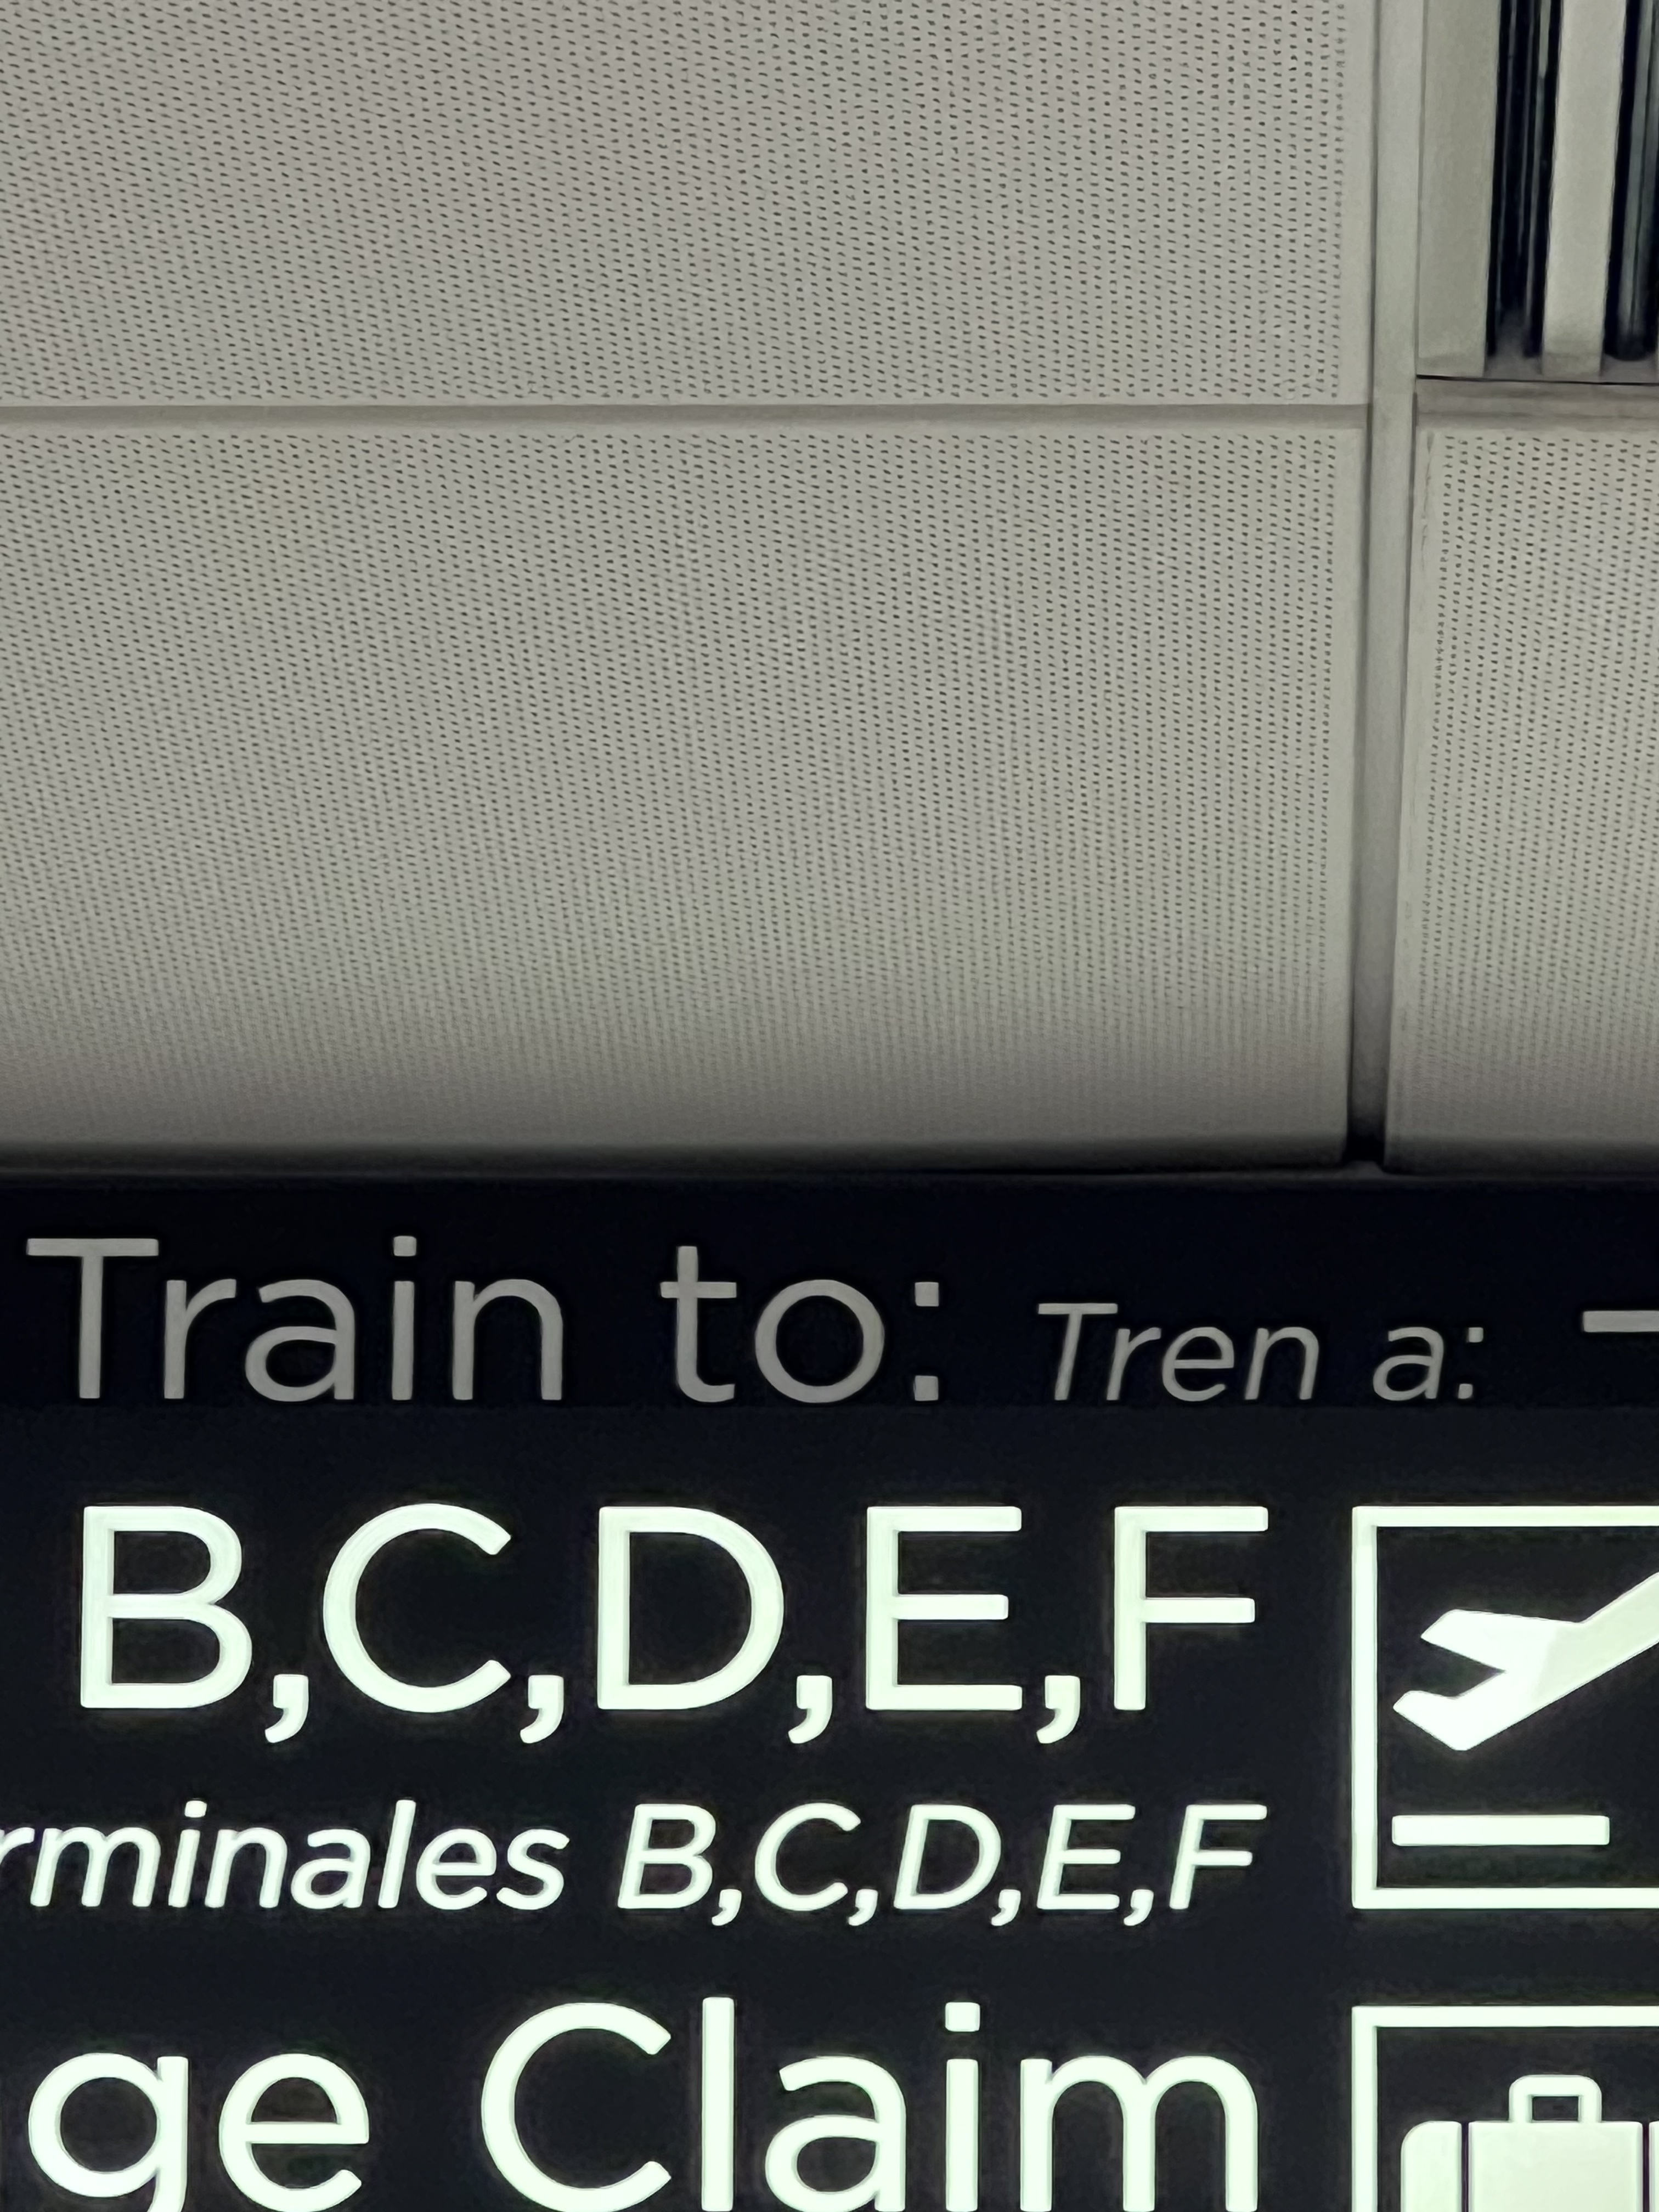 Train to: Tren a:
B,C,D,E,F
rminales B,C,D,E,F
ge Claim